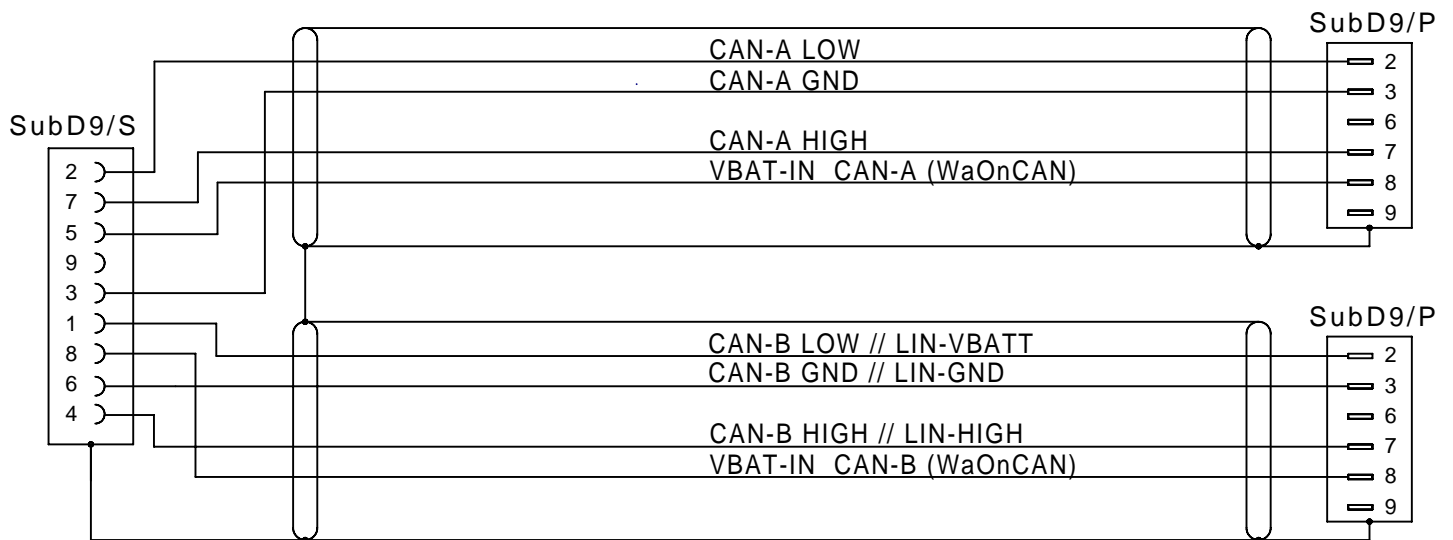 SubD9/P
CAN-A LOW
2
CAN-A GND
3
SubD9/S
6
CAN-A HIGH
7
2
VBAT-IN CAN-A (WaOnCAN)
8
7
9
5
9
3
SubD9/P
1
CAN-B LOW // LIN-VBATT
2
8
CAN-B GND // LIN-GND
3
6
6
4
CAN-B HIGH // LIN-HIGH
7
VBAT-IN CAN-B (WaOnCAN)
8
9